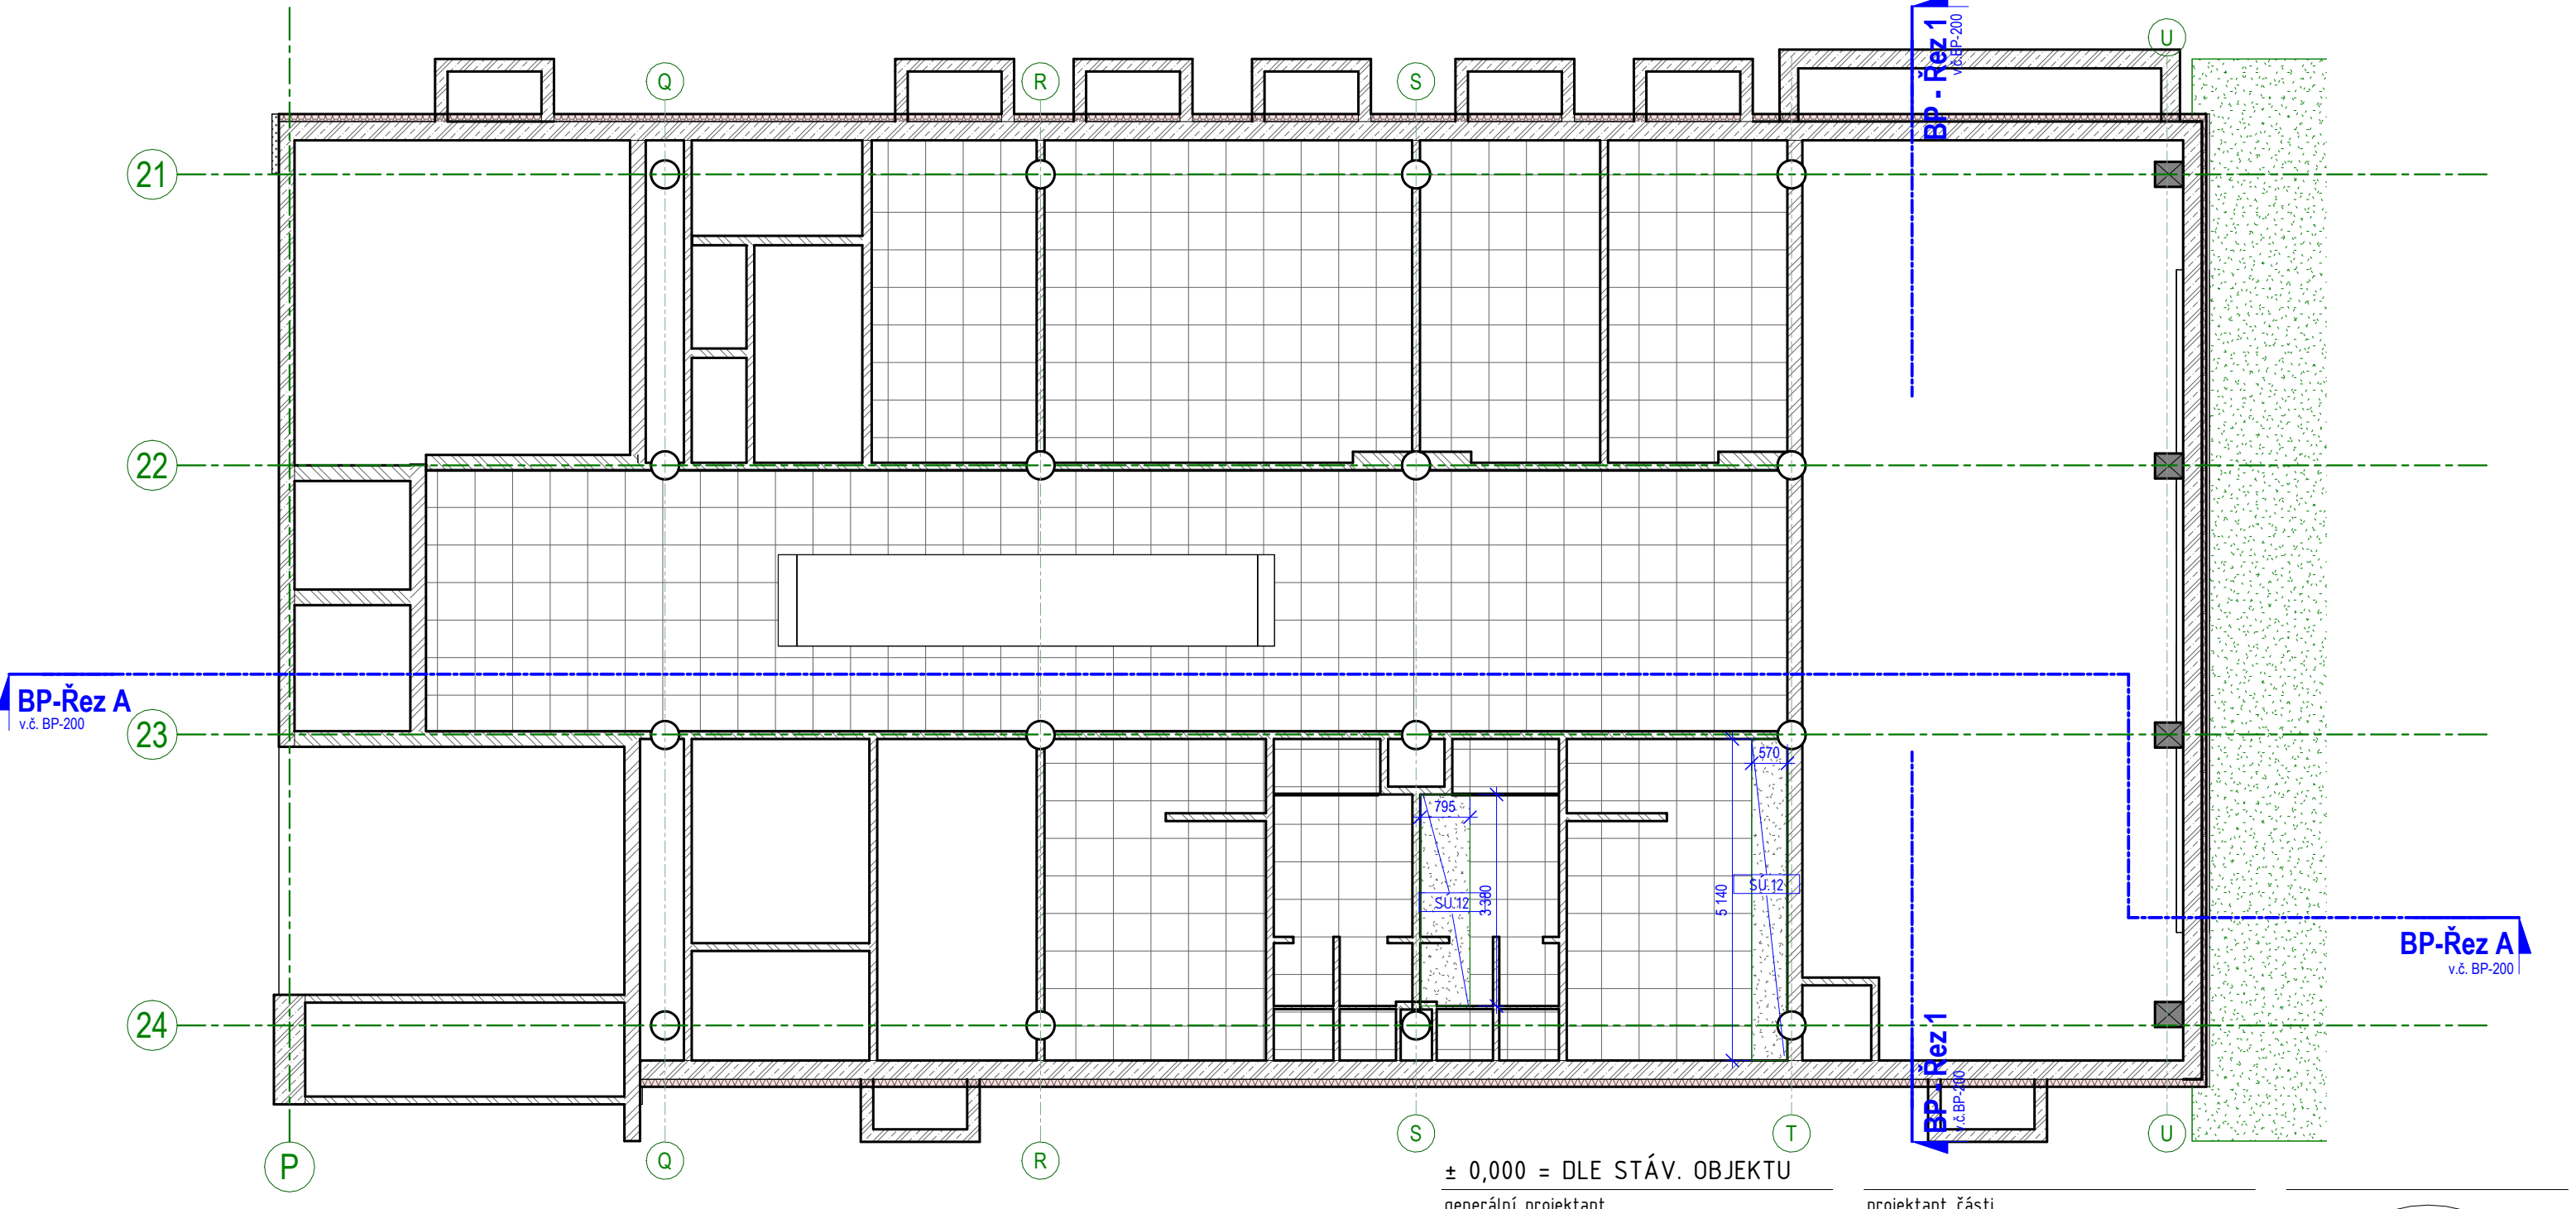 BP - Řez 1
v.č.BP-200
U
Q
R
S
21
22
BP-Řez A
v.č. BP-200
23
570
795
SÚ.12
5 140
SÚ.12
3 380
BP-Řez A
v.č. BP-200
24
BP - Řez 1
v.č.BP-200
P
Q
R
S
T
U
± 0,000 = DLE STÁV. OBJEKTU
generální projektant
projektant části